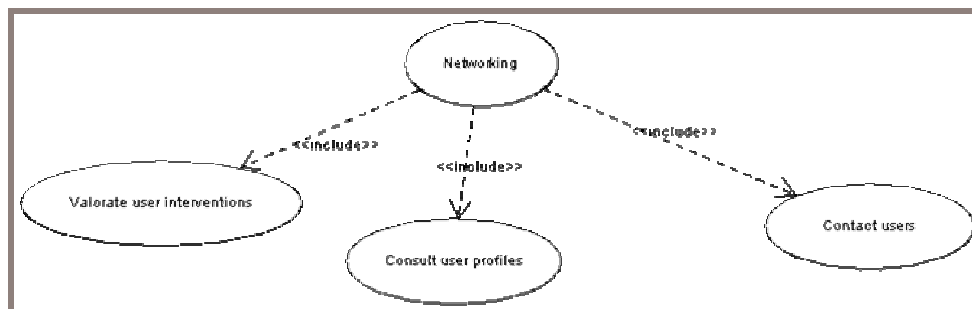 Networking
<<include>>
<<include>>
<<include>>
Valorate user interventions
Contact users
Consult user profiles